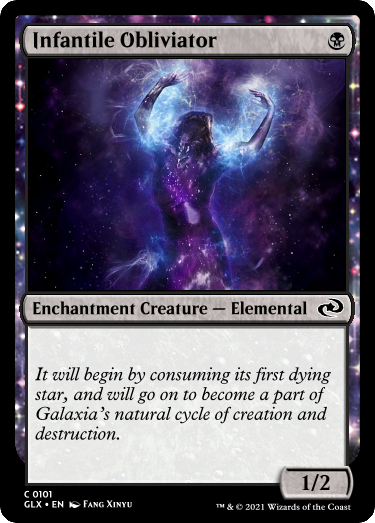 Infantile Obliviator
Enchantment Creature — Elemental
It will begin by consuming its first dying
star, and will go on to become a part of
Galaxia's natural cycle of creation and
destruction.
1/2
C 0101
GLX • EN FANG XINYU
™ & © 2021 Wizards of the Coast